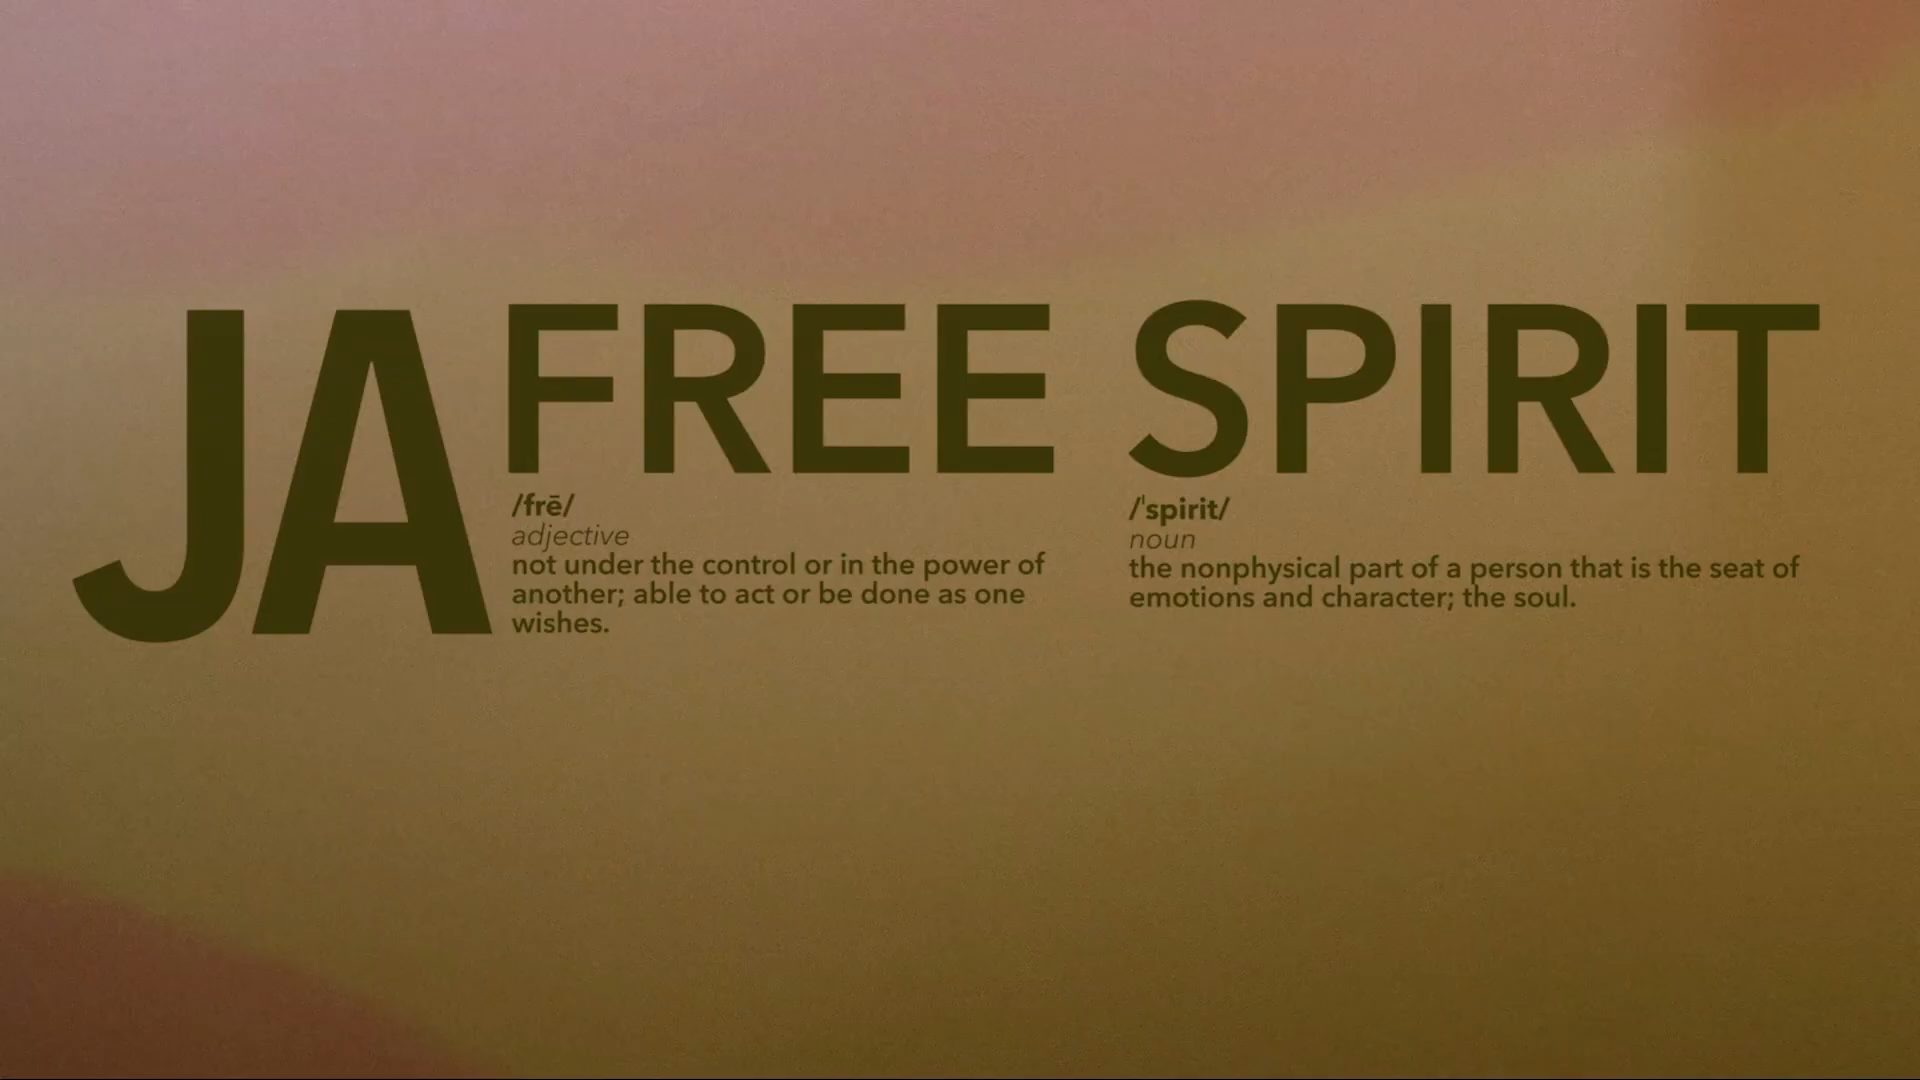 JA
FREE SPIRIT
/frē/
adjective
not under the control or in the power of
another; able to act or be done as one
wishes.
/ˈspirit/
noun
the nonphysical part of a person that is the seat of
emotions and character; the soul.